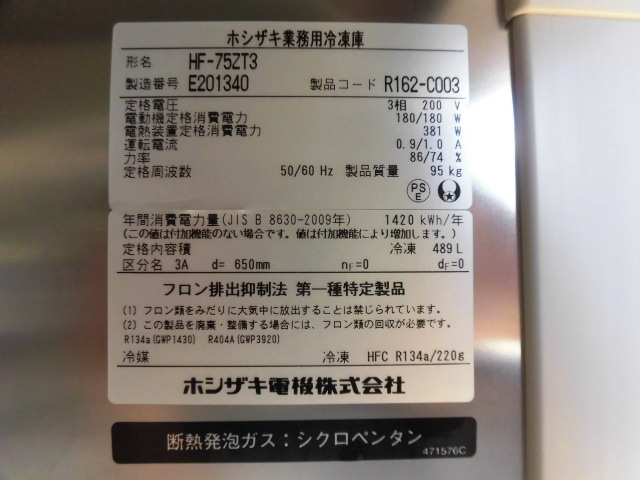 ホシザキ業務用冷凍庫
形名 HF-75ZT3
製造番号 E201340 製品コード R162-C003
定格電圧 3相 200 V
電動機定格消費電力 180/180 W
電熱装置定格消費電力 381 W
運転電流 0.9/1.0 A
力率 86/74 %
定格周波数 50/60 Hz 製品質量 95 kg
PS E
年間消費電力量(JIS B 8630-2009年) 1420 kWh/年
(この値は付加機能のない場合です。値は付加機能により増加します。)
定格内容積 冷凍 489 L
区分名 3A d= 650mm nF=0 dF=0
フロン排出抑制法 第一種特定製品
(1) フロン類をみだりに大気中に放出することは禁じられています。
(2) この製品を廃棄・整備する場合には、フロン類の回収が必要です。
R134a(GWP1430) R404A(GWP3920)
冷媒 冷凍 HFC R134a/220g
ホシザキ電機株式会社
断熱発泡ガス：シクロペンタン
471576C